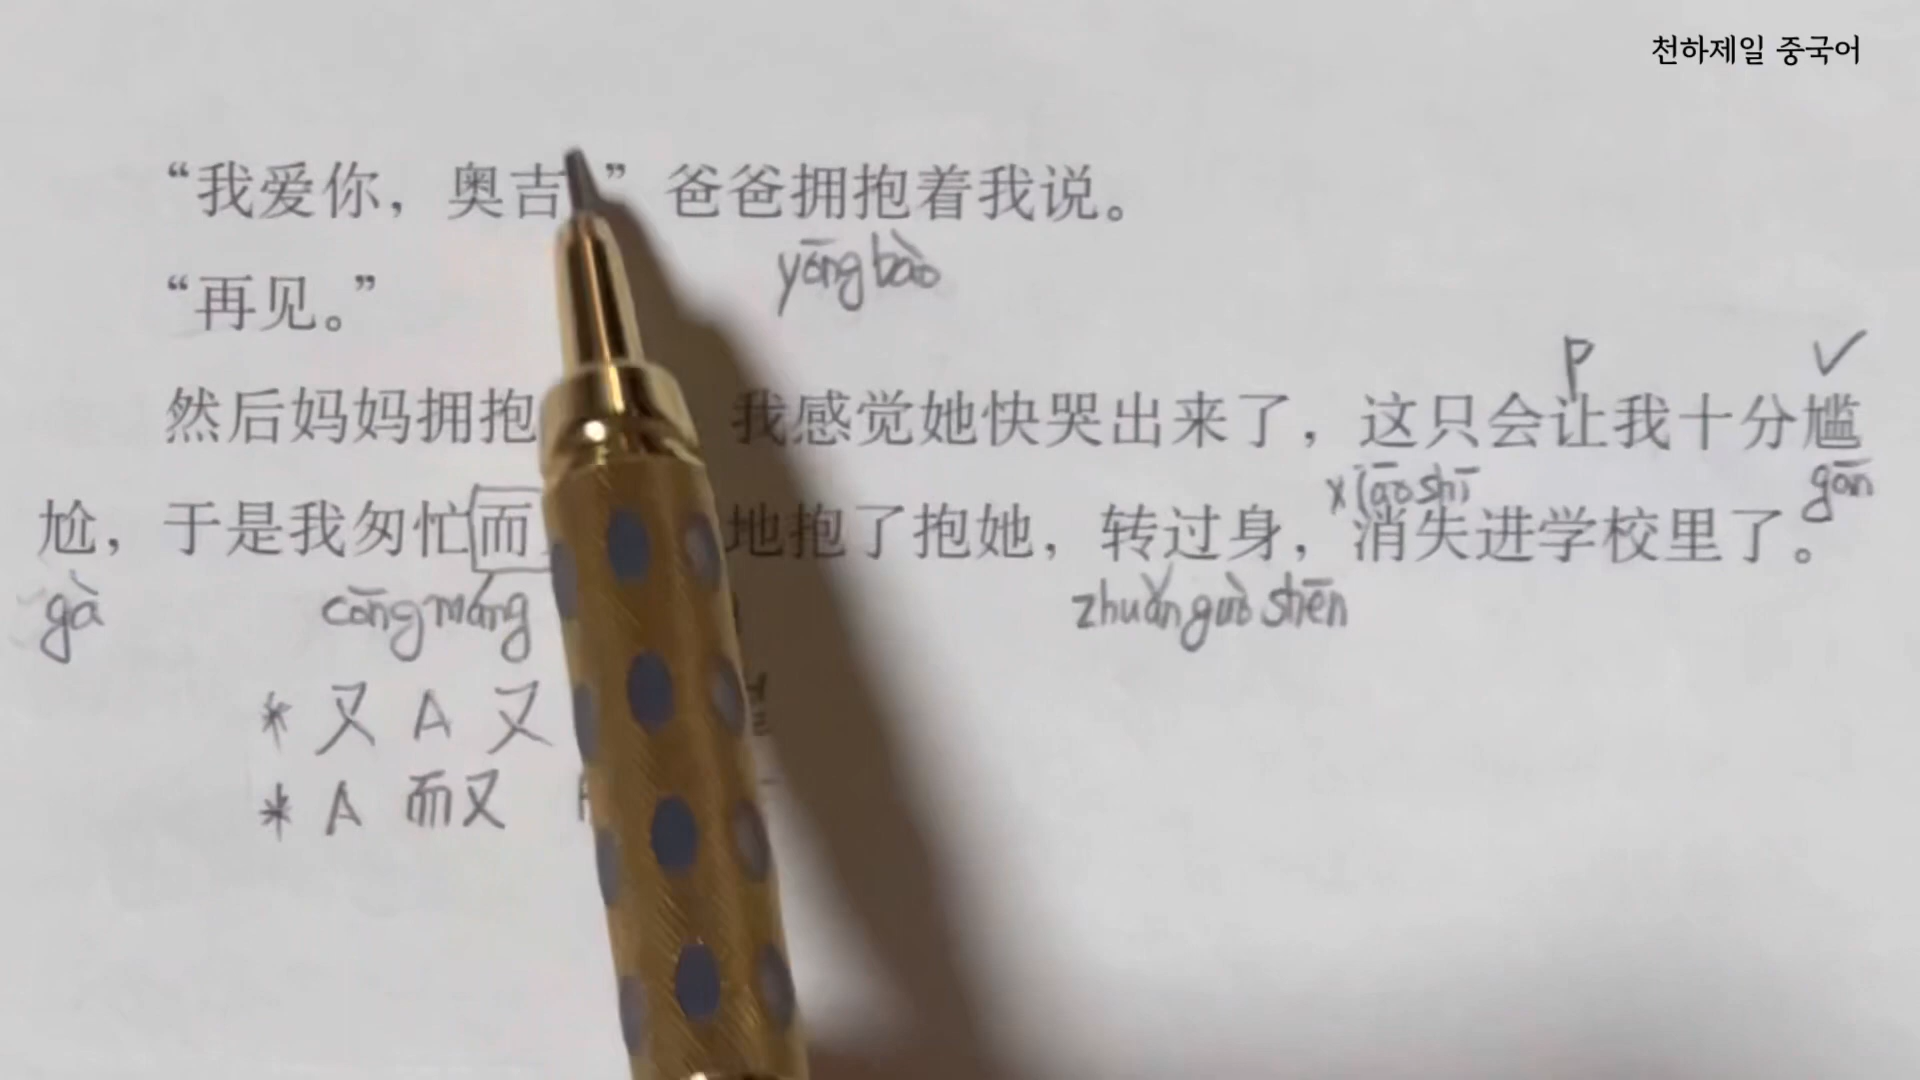 천하제일 중국어
“我爱你，奥吉 ” 爸爸拥抱着我说。
yōng bào
“再见。”
P ✓
然后妈妈拥抱 我感觉她快哭出来了，这只会让我十分尴
xiāo shī gān
尬，于是我匆忙而 地抱了抱她，转过身，消失进学校里了。
gà cōng máng zhuǎn guò shēn
* 又 A 又
* A 而又